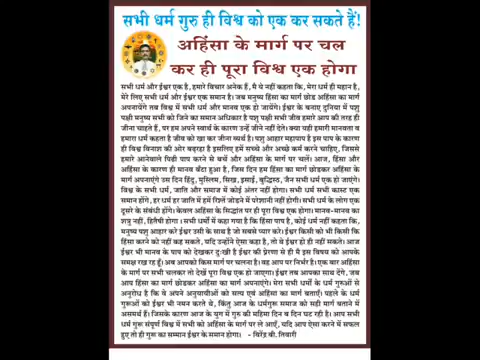 सभी धर्म गुरु ही विश्व को एक कर सकते हैं!
अहिंसा के मार्ग पर चल
कर ही पूरा विश्व एक होगा
सभी धर्म और ईश्वर एक है, हमारे विचार अनेक हैं, मै ये नहीं कहता कि, मेरा धर्म ही महान है,
मेरे लिए सभी धर्म और ईश्वर एक समान है। जब मनुष्य हिंसा का मार्ग छोड अहिंसा का मार्ग
अपनायेंगे तब विश्व में सभी धर्म और मानव एक हो जायेंगे। ईश्वर के बनाए दुनिया में पशु
पक्षी मनुष्य सभी को जिने का समान अधिकार है पशु पक्षी सभी जीव हमारे आप की तरह ही
जीना चाहते हैं, पर हम अपने स्वार्थ के कारण उन्हें जीने नहीं देते। क्या यही हमारी मानवता व
हमारा धर्म कहता है जीव को खा कर जीना व्यर्थ है। पशु आहार महापाप है इस पाप के कारण
ही विश्व विनाश की ओर बढ़रहा है इसलिए हमें सच्चे और अच्छे कर्म करने चाहिए, जिससे
हमारे आनेवाले पिढी पाप करने से बचें और अहिंसा के मार्ग पर चलें। आज, हिंसा और
अहिंसा के कारण ही मानव बँटा हुआ है, जिस दिन हम हिंसा का मार्ग छोडकर अहिंसा के
मार्ग अपनाएंगे उस दिन हिंदू, मुस्लिम, सिख, इसाई, बुद्धिस्ठ, जैन सभी धर्म एक हो जाएंगे।
विश्व के सभी धर्म, जाति और समाज में कोई अंतर नहीं होगा। सभी धर्म सभी कास्ट एक
समान होंगे, हर धर्म हर जाति में हमें रिश्तें जोडने में परेशानी नहीं होगी। सभी धर्म के लोग एक
दूसरे के संबंधी होंगे। केवल अहिंसा के सिद्धांत पर ही पूरा विश्व एक होगा। मानव-मानव का
शत्रु नहीं, हितैषी होगा। सभी धर्मों में कहा गया है कि हिंसा पाप है, कोई धर्म नहीं कहता कि,
मनुष्य पशु आहार करे ईश्वर उसी के साथ है जो सबसे प्यार करे। ईश्वर किसी को भी किसी कि
हिंसा करने को नहीं कह सकते, यदि उन्होंने ऐसा कहा है, तो वे ईश्वर हो ही नहीं सकते। आज
ईश्वर भी मानव के पाप को देखकर दुःखी है ईश्वर की प्रेरणा से ही मै इस विषय को आपके
समक्ष रख रहा हूँ। अब आपको किस मार्ग पर चलना है। वह आप पर निर्भर है। एक बार अहिंसा
के मार्ग पर सभी चलकर तो देखें पूरा विश्व एक हो जाएगा। ईश्वर तब आपका साथ देंगे, जब
आप हिंसा का मार्ग छोडकर अहिंसा का मार्ग अपनाएंगे। मेरा सभी धर्मों के धर्म गुरुओं से
अनुरोध है कि वे अपने अनुयायीओं को सत्य एवं अहिंसा का मार्ग बताएँ। पहले के धर्म
गुरुओं को ईश्वर भी नमन करते थे, किंतु आज के धर्मगुरू समाज को सही मार्ग बताने में
असमर्थ हैं। जिसके कारण आज के युग में गुरु की महिमा दिन ब दिन घट रही है। आप सभी
धर्म गुरु संपूर्ण विश्व में सभी को अहिंसा के मार्ग पर ले आएँ, यदि आप ऐसा करने में सफल
हुए तो ही गुरु का सम्मान ईश्वर के समान होगा। - विरेंद्र बी. तिवारी